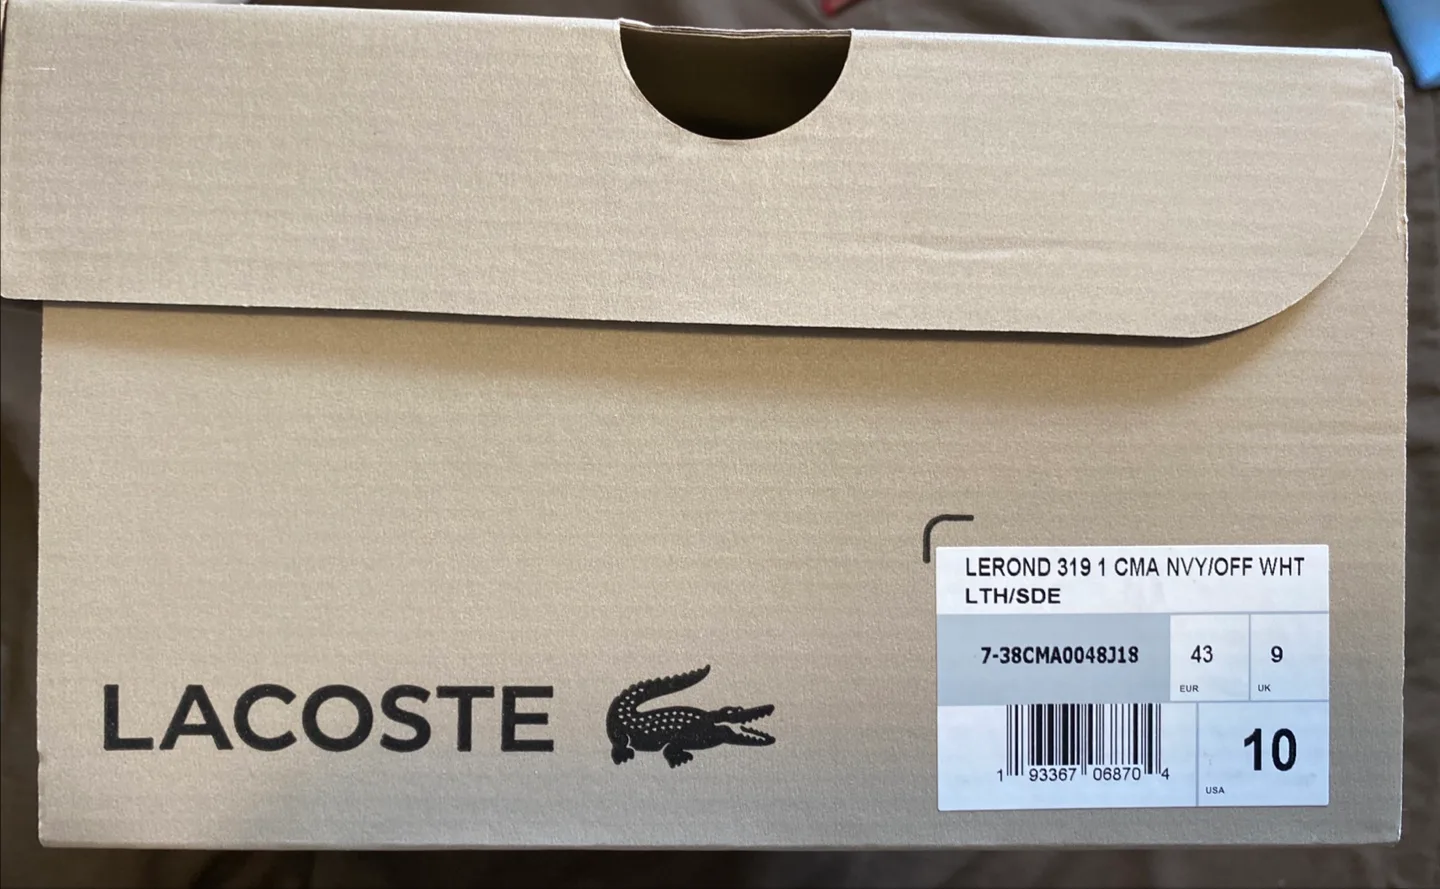 LACOSTE
LEROND 319 1 CMA NVY/OFF WHT
LTH/SDE
7-38CMA0048J18
43
EUR
9
UK
1 93367 06870 4
10
USA